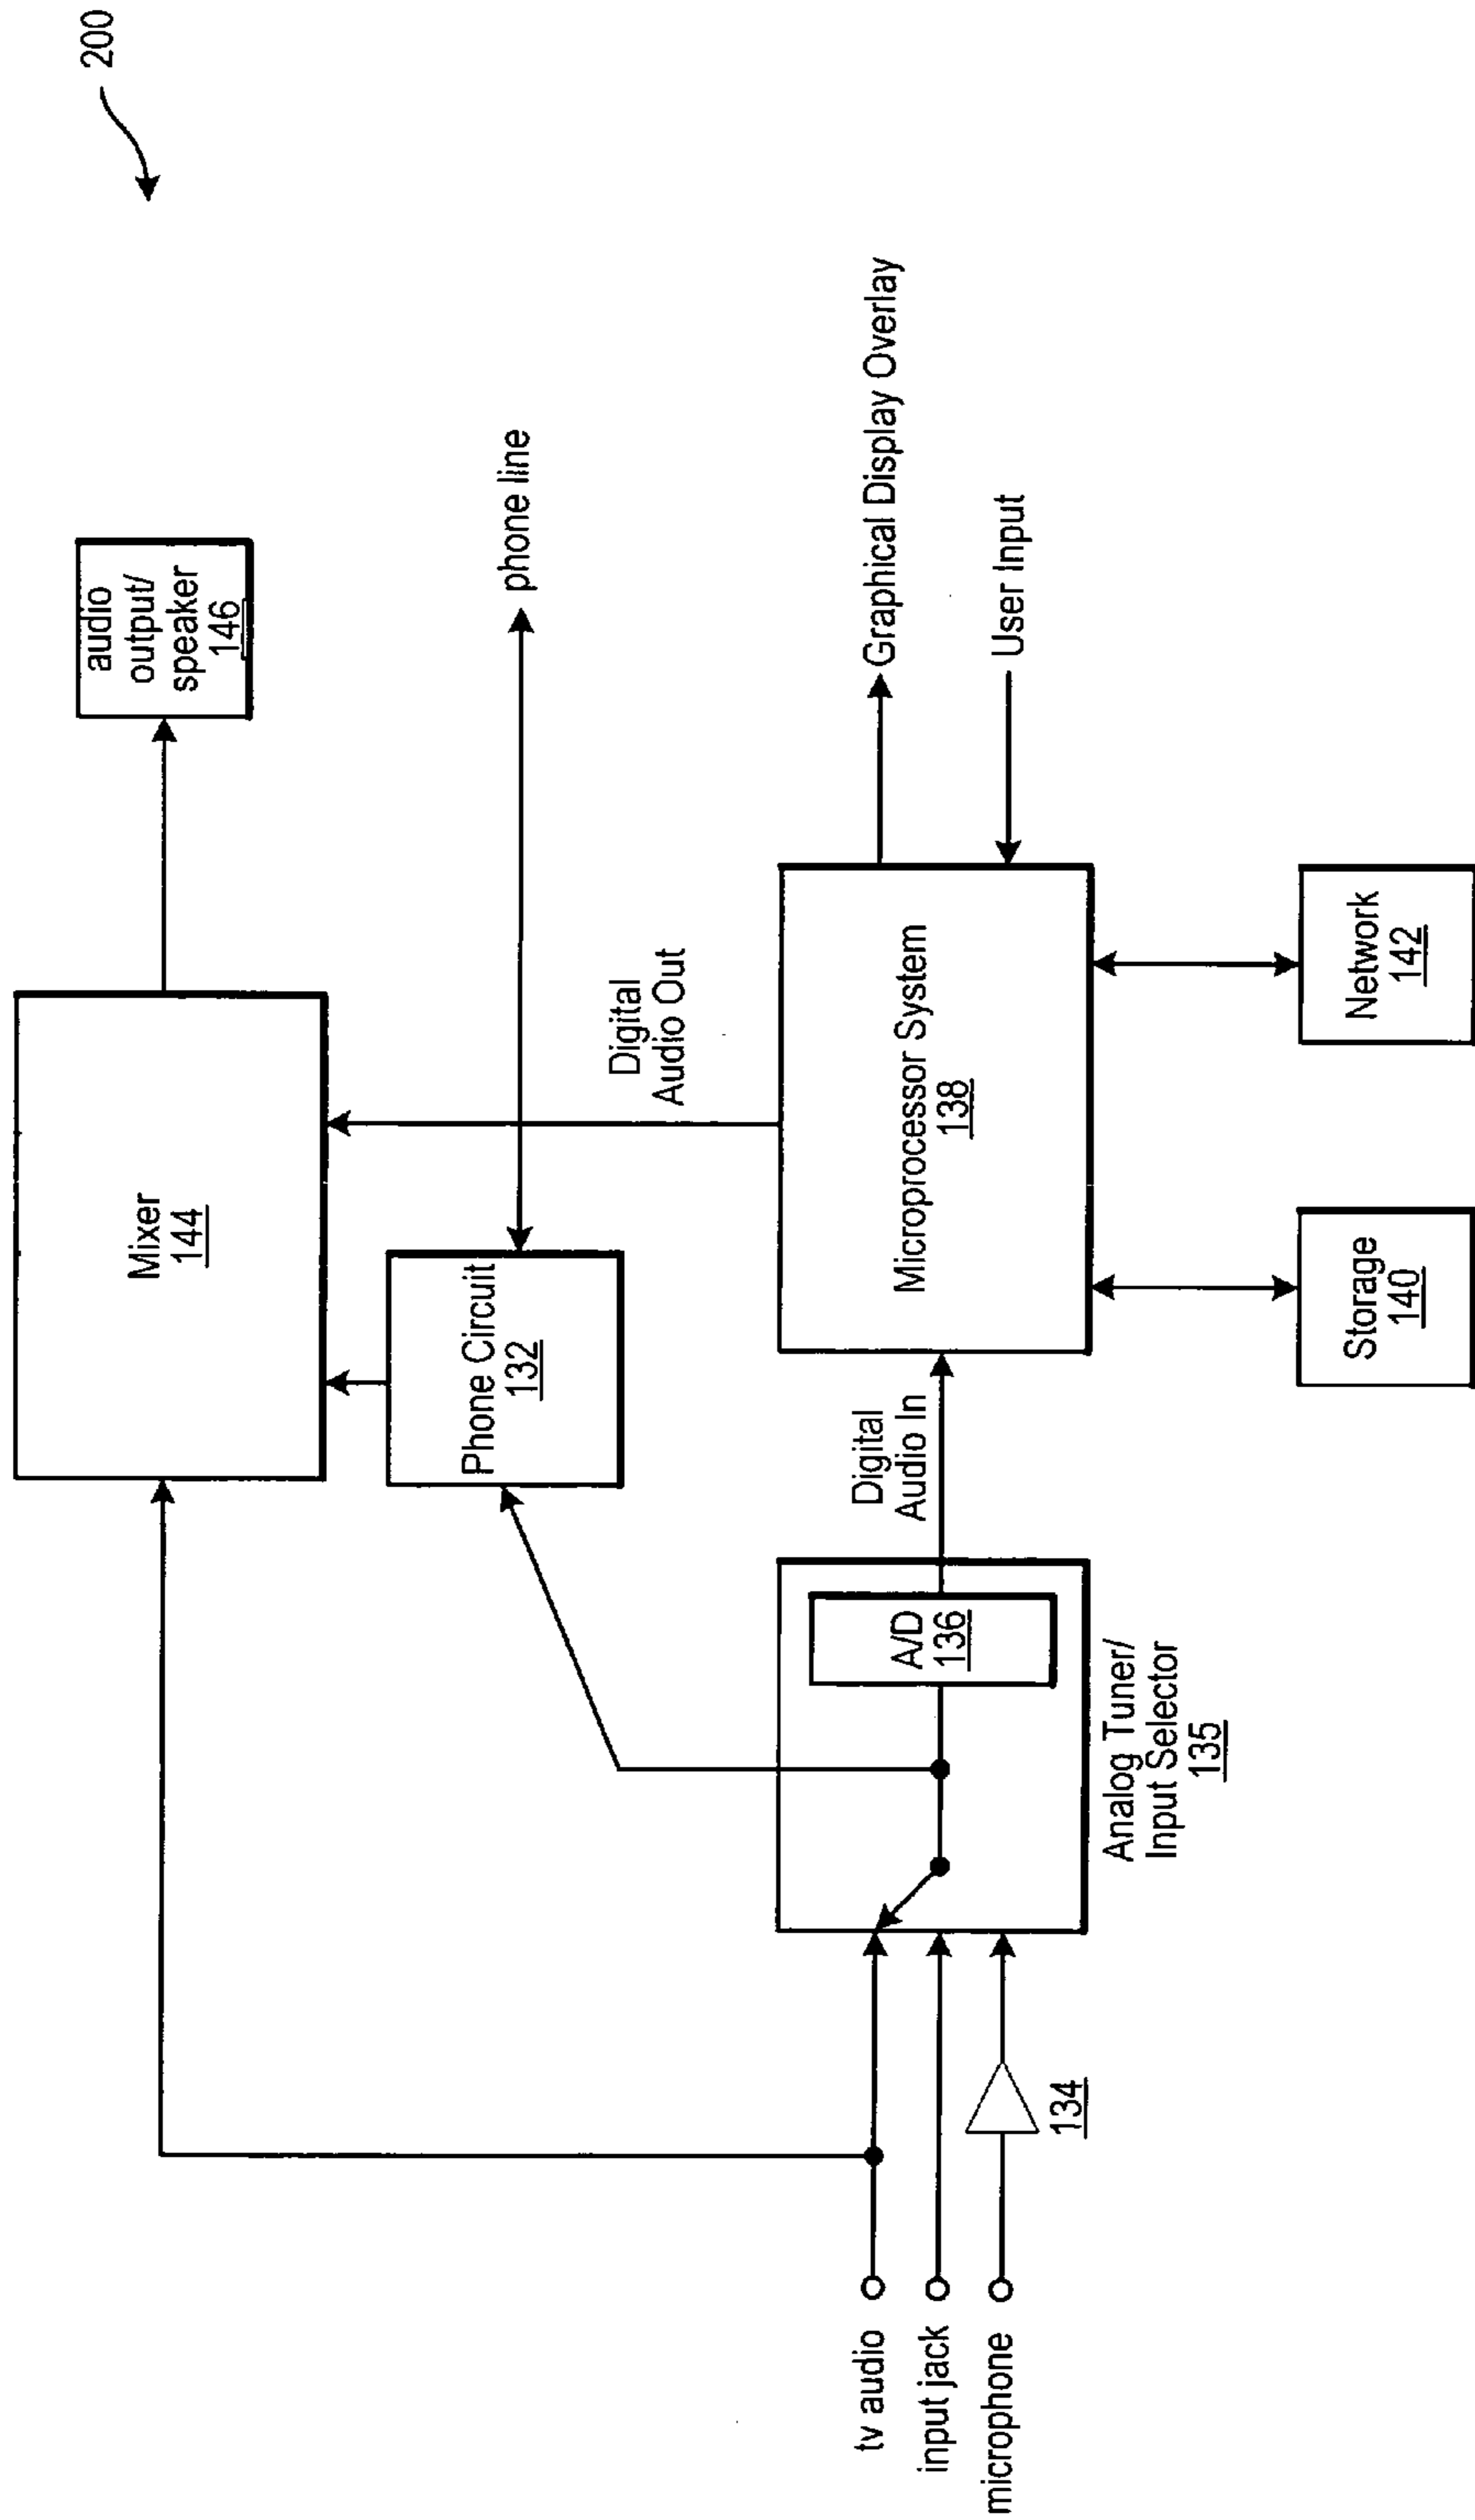 200
Mixer
144
audio
output/
speaker
146
Phone Circuit
132
phone line
Digital
Audio Out
Digital
Audio In
Microprocessor System
138
Graphical Display Overlay
User Input
tv audio
input jack
microphone
134
A/D
136
Analog Tuner/
Input Selector
135
Storage
140
Network
142